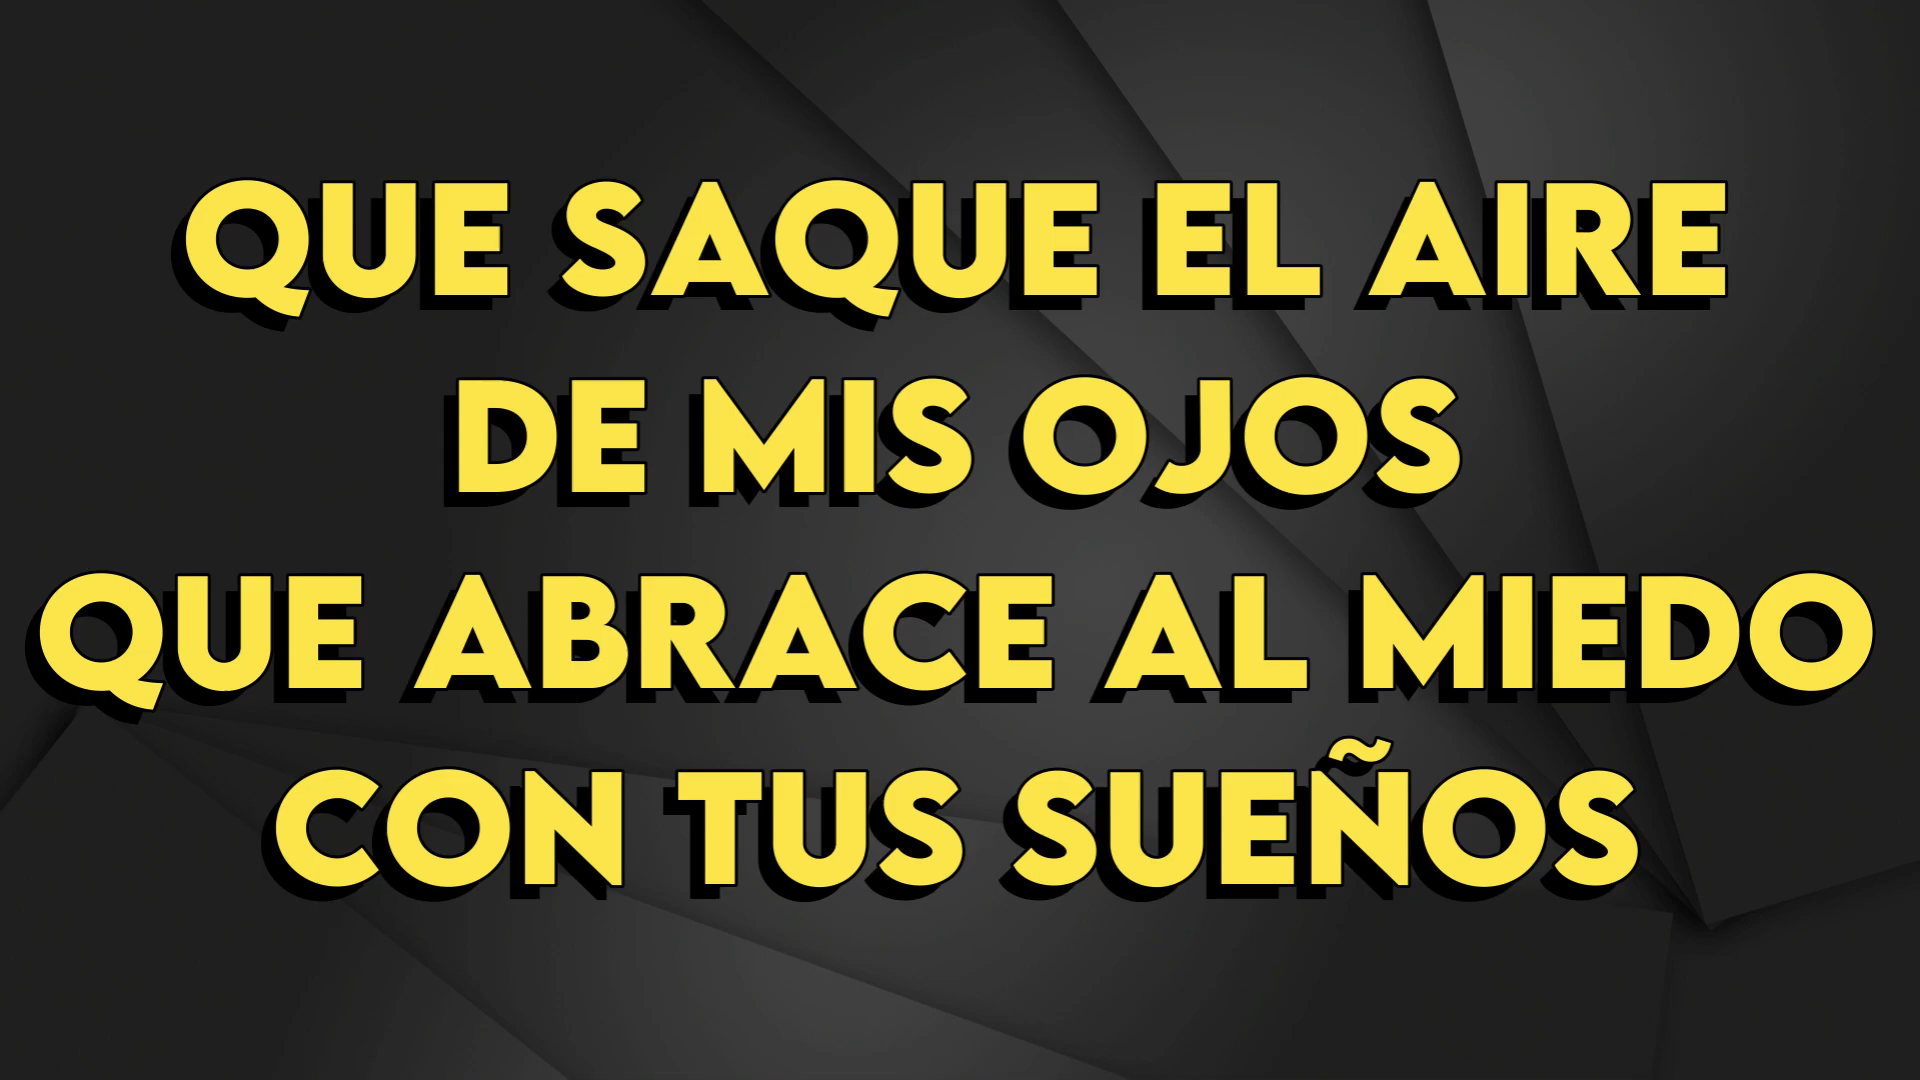 QUE SAQUE EL AIRE
DE MIS OJOS
QUE ABRACE AL MIEDO
CON TUS SUEÑOS